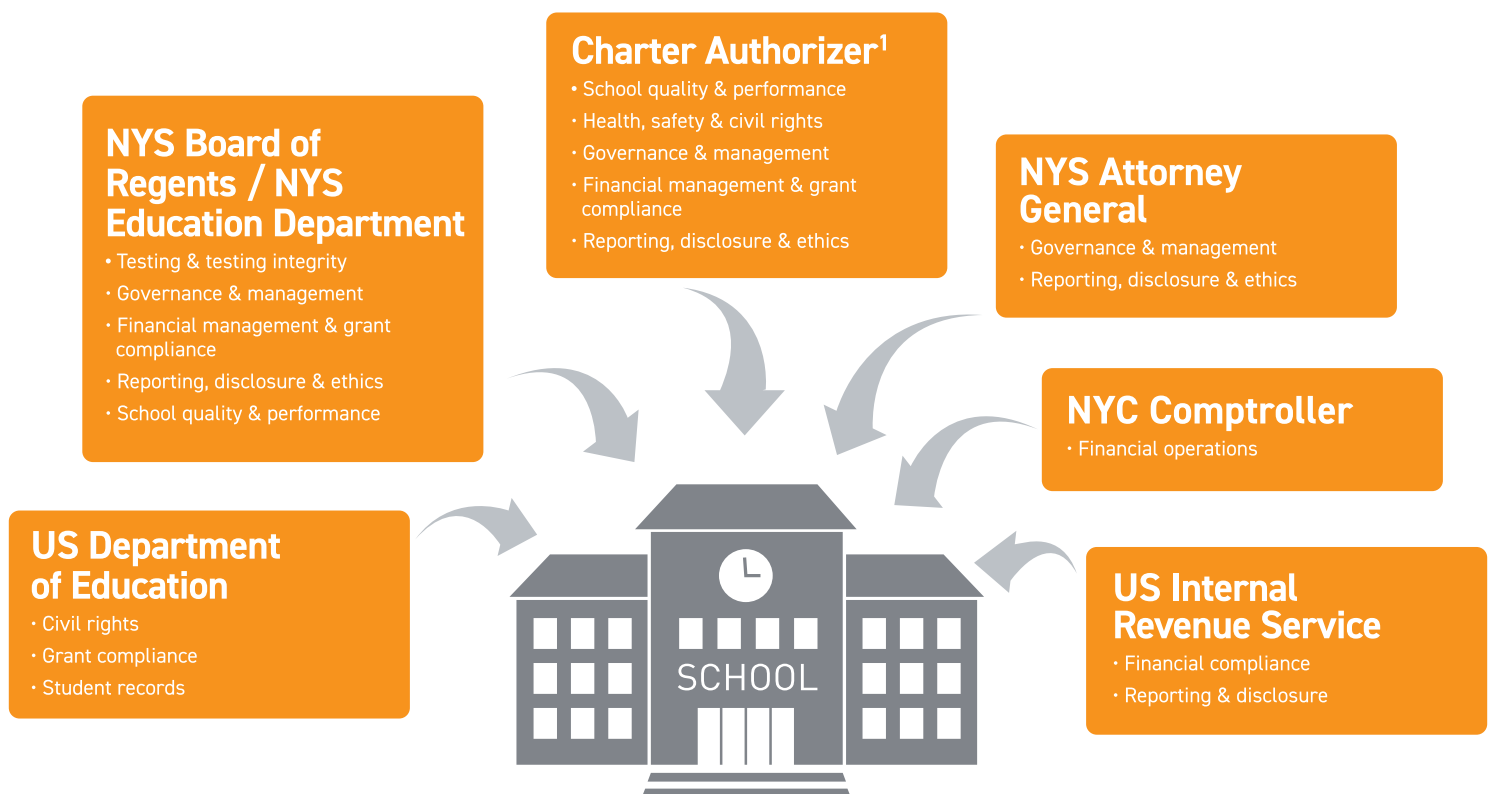 Charter Authorizer¹
• School quality & performance
· Health, safety & civil rights
· Governance & management
· Financial management & grant
compliance
· Reporting, disclosure & ethics
NYS Board of
Regents / NYS
Education Department
• Testing & testing integrity
· Governance & management
· Financial management & grant
compliance
· Reporting, disclosure & ethics
· School quality & performance
NYS Attorney
General
· Governance & management
· Reporting, disclosure & ethics
NYC Comptroller
· Financial operations
US Department
of Education
· Civil rights
· Grant compliance
· Student records
US Internal
Revenue Service
· Financial compliance
· Reporting & disclosure
SCHOOL